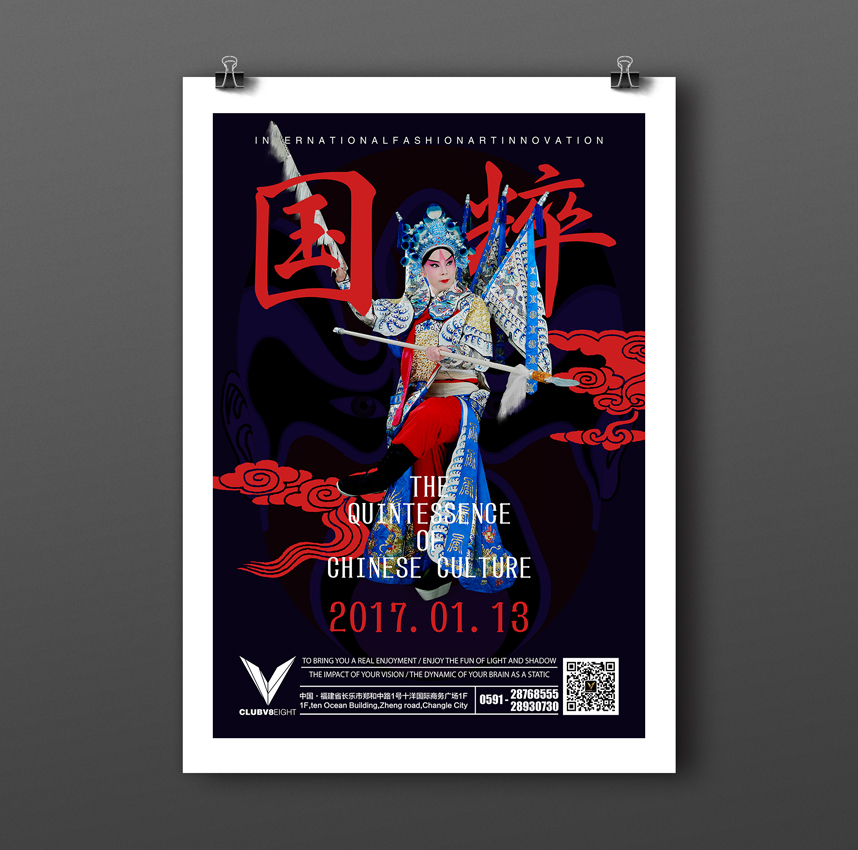 INTERNATIONALFASHIONARTINNOVATION
国粹
THE
QUINTESSENCE
OF
CHINESE CULTURE
2017.01.13
TO BRING YOU A REAL ENJOYMENT / ENJOY THE FUN OF LIGHT AND SHADOW
THE IMPACT OF YOUR VISION / THE DYNAMIC OF YOUR BRAIN AS A STATIC
CLUBV8EIGHT
中国·福建省长乐市郑和中路1号十洋国际商务广场1F
1F,ten Ocean Building,Zheng road,Changle City
0591-28768555
28930730